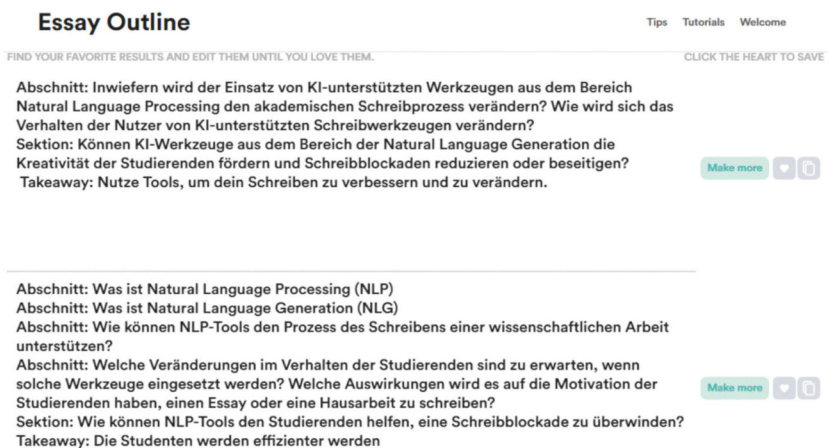 Essay Outline
Tips Tutorials Welcome
FIND YOUR FAVORITE RESULTS AND EDIT THEM UNTIL YOU LOVE THEM.
CLICK THE HEART TO SAVE
Abschnitt: Inwiefern wird der Einsatz von KI-unterstützten Werkzeugen aus dem Bereich
Natural Language Processing den akademischen Schreibprozess verändern? Wie wird sich das
Verhalten der Nutzer von KI-unterstützten Schreibwerkzeugen verändern?
Sektion: Können KI-Werkzeuge aus dem Bereich der Natural Language Generation die
Kreativität der Studierenden fördern und Schreibblockaden reduzieren oder beseitigen?
Takeaway: Nutze Tools, um dein Schreiben zu verbessern und zu verändern.
Make more
Abschnitt: Was ist Natural Language Processing (NLP)
Abschnitt: Was ist Natural Language Generation (NLG)
Abschnitt: Wie können NLP-Tools den Prozess des Schreibens einer wissenschaftlichen Arbeit
unterstützen?
Abschnitt: Welche Veränderungen im Verhalten der Studierenden sind zu erwarten, wenn
solche Werkzeuge eingesetzt werden? Welche Auswirkungen wird es auf die Motivation der
Studierenden haben, einen Essay oder eine Hausarbeit zu schreiben?
Sektion: Wie können NLP-Tools den Studierenden helfen, eine Schreibblockade zu überwinden?
Takeaway: Die Studenten werden effizienter werden
Make more